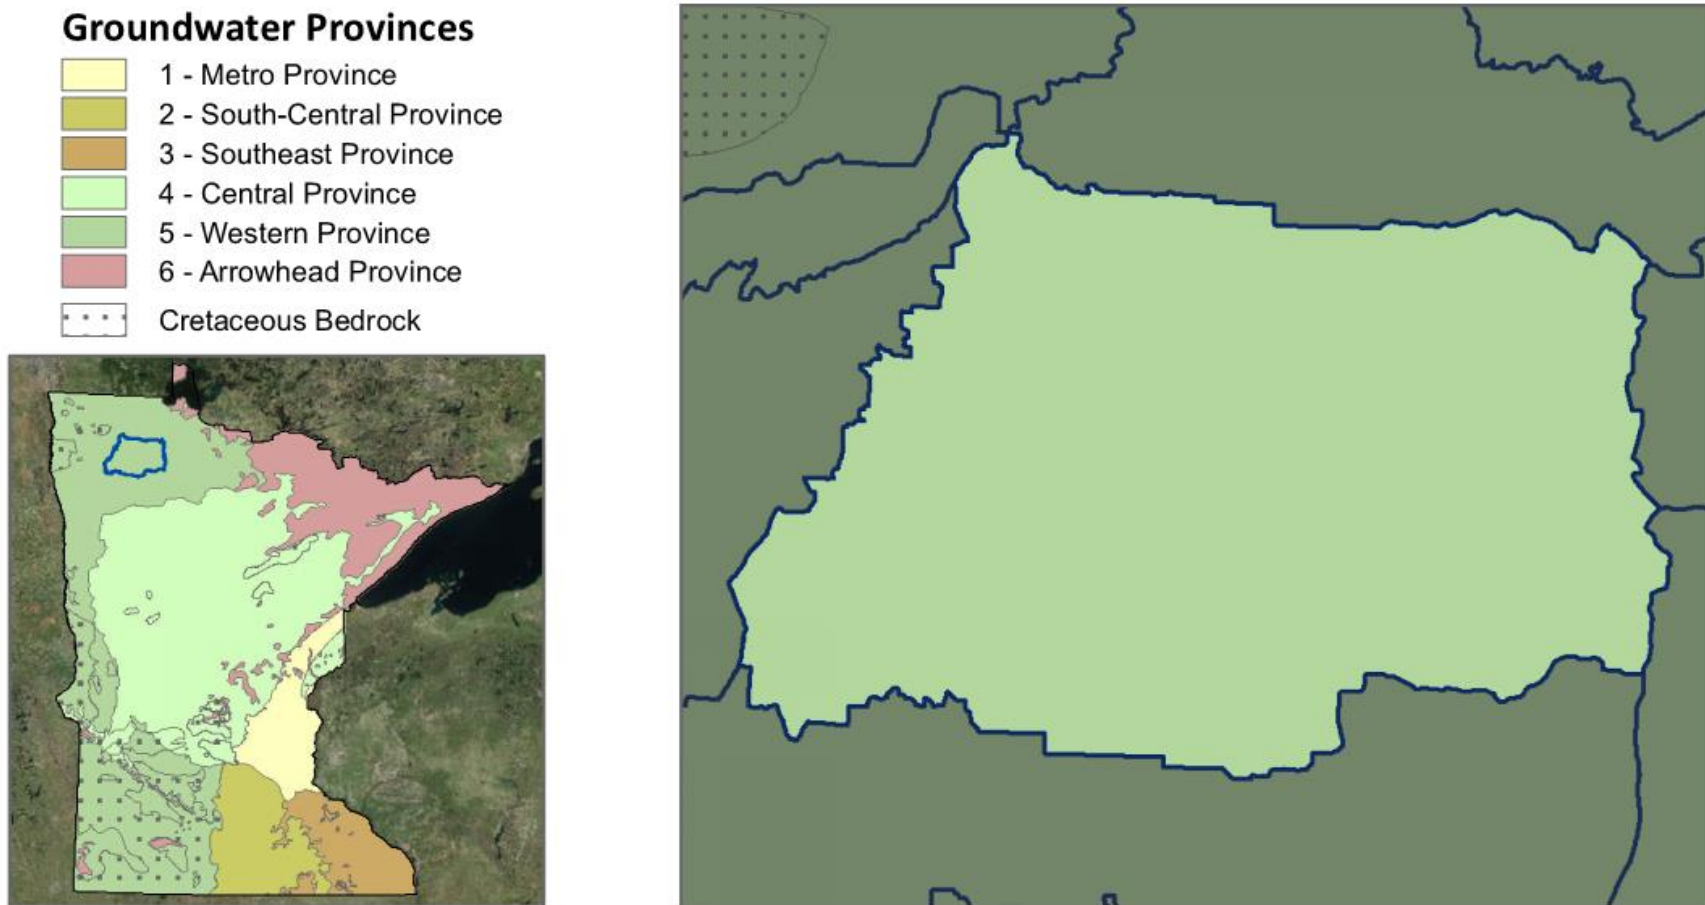 Groundwater Provinces
1 - Metro Province
2 - South-Central Province
3 - Southeast Province
4 - Central Province
5 - Western Province
6 - Arrowhead Province
Cretaceous Bedrock